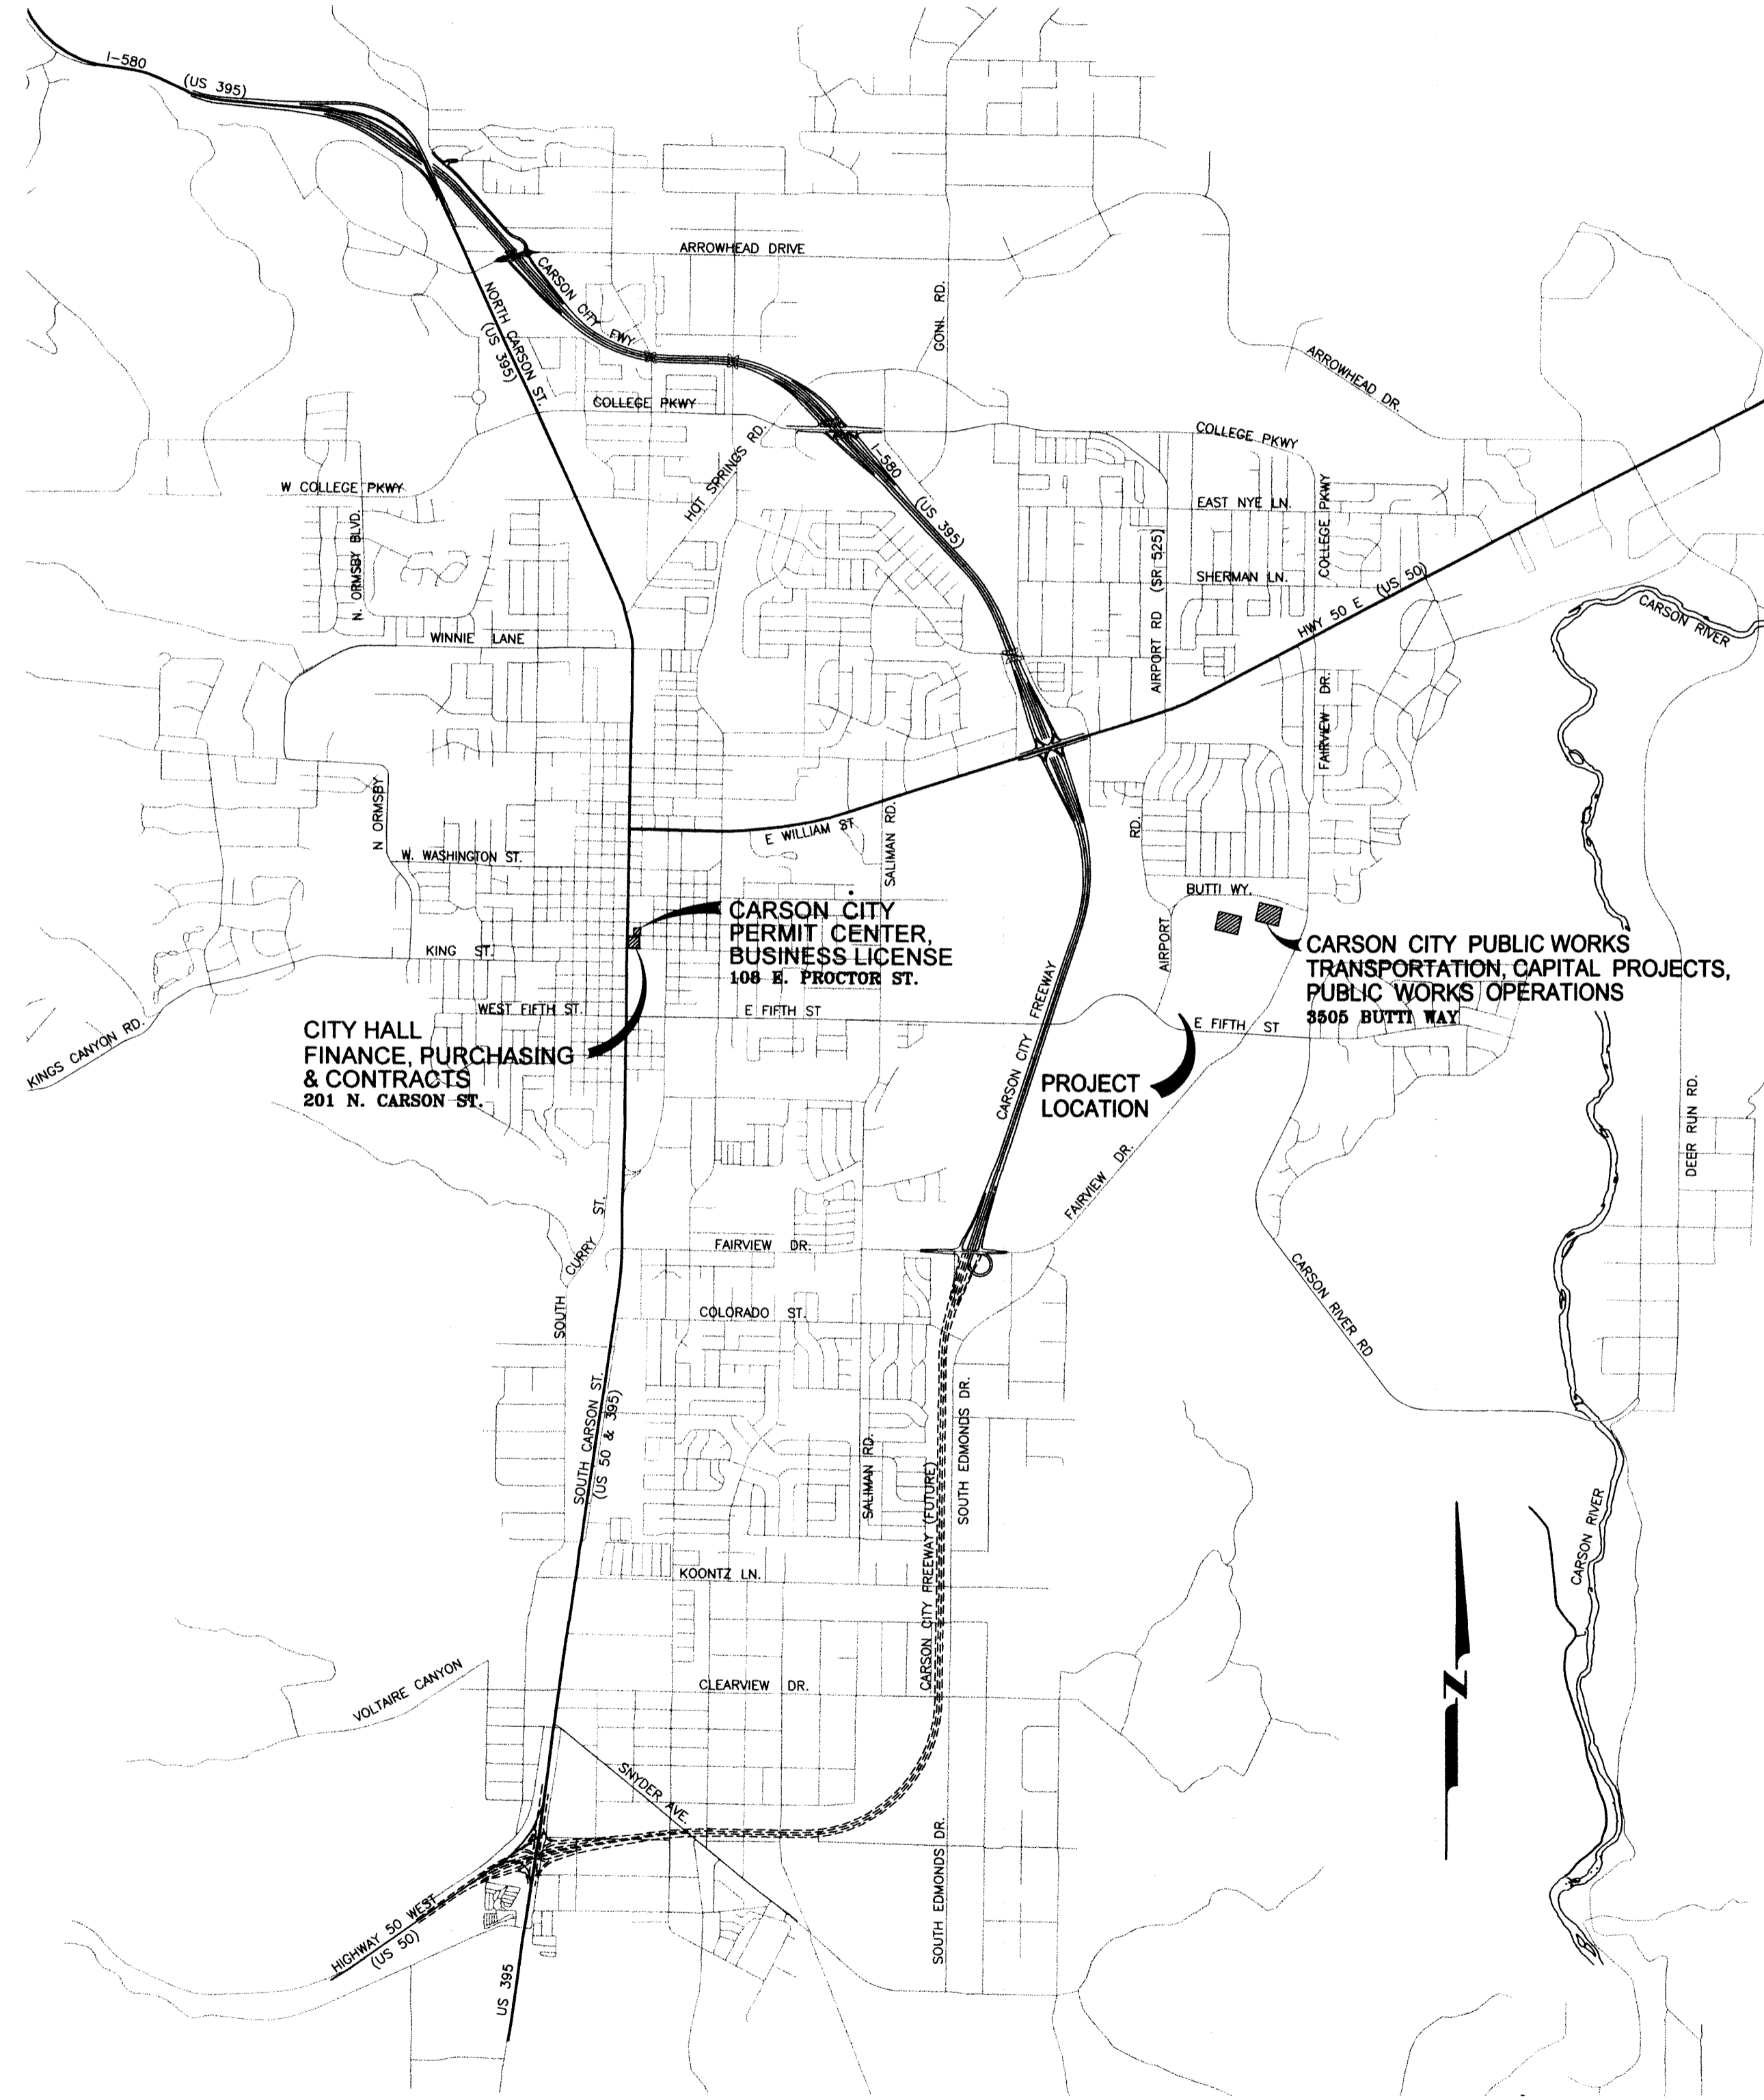 I-580
(US 395)
ARROWHEAD DRIVE
CARSON CITY FWY
NORTH CARSON ST.
(US 395)
GONI RD.
ARROWHEAD DR.
COLLEGE PKWY
HOT SPRINGS RD.
I-580
(US 395)
COLLEGE PKWY
W COLLEGE PKWY
EAST NYE LN.
COLLEGE PKWY
N. ORMSBY BLVD.
AIRPORT RD (SR 525)
SHERMAN LN.
HWY 50 E (US 50)
CARSON RIVER
WINNIE LANE
FAIRVIEW DR.
N ORMSBY
E WILLIAM ST
SALIMAN RD.
RD.
W. WASHINGTON ST.
BUTTI WY.
CARSON CITY
PERMIT CENTER,
BUSINESS LICENSE
108 E. PROCTOR ST.
AIRPORT
CARSON CITY PUBLIC WORKS
TRANSPORTATION, CAPITAL PROJECTS,
PUBLIC WORKS OPERATIONS
3505 BUTTI WAY
KING ST.
WEST FIFTH ST.
E FIFTH ST
CARSON CITY FREEWAY
E FIFTH ST
KINGS CANYON RD.
CITY HALL
FINANCE, PURCHASING
& CONTRACTS
201 N. CARSON ST.
PROJECT
LOCATION
DEER RUN RD.
FAIRVIEW DR.
SOUTH CURRY ST.
FAIRVIEW DR.
COLORADO ST.
CARSON RIVER RD
SOUTH CARSON ST.
(US 50 & 395)
SALIMAN RD.
SOUTH EDMONDS DR.
CARSON CITY FREEWAY (FUTURE)
CARSON RIVER
KOONTZ LN.
N
VOLTAIRE CANYON
CLEARVIEW DR.
SNYDER AVE.
SOUTH EDMONDS DR.
HIGHWAY 50 WEST
(US 50)
US 395